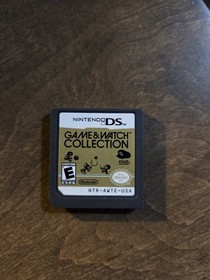 NINTENDO DS
GAME&WATCH
COLLECTION
E
Nintendo
NTR-AWTE-USA